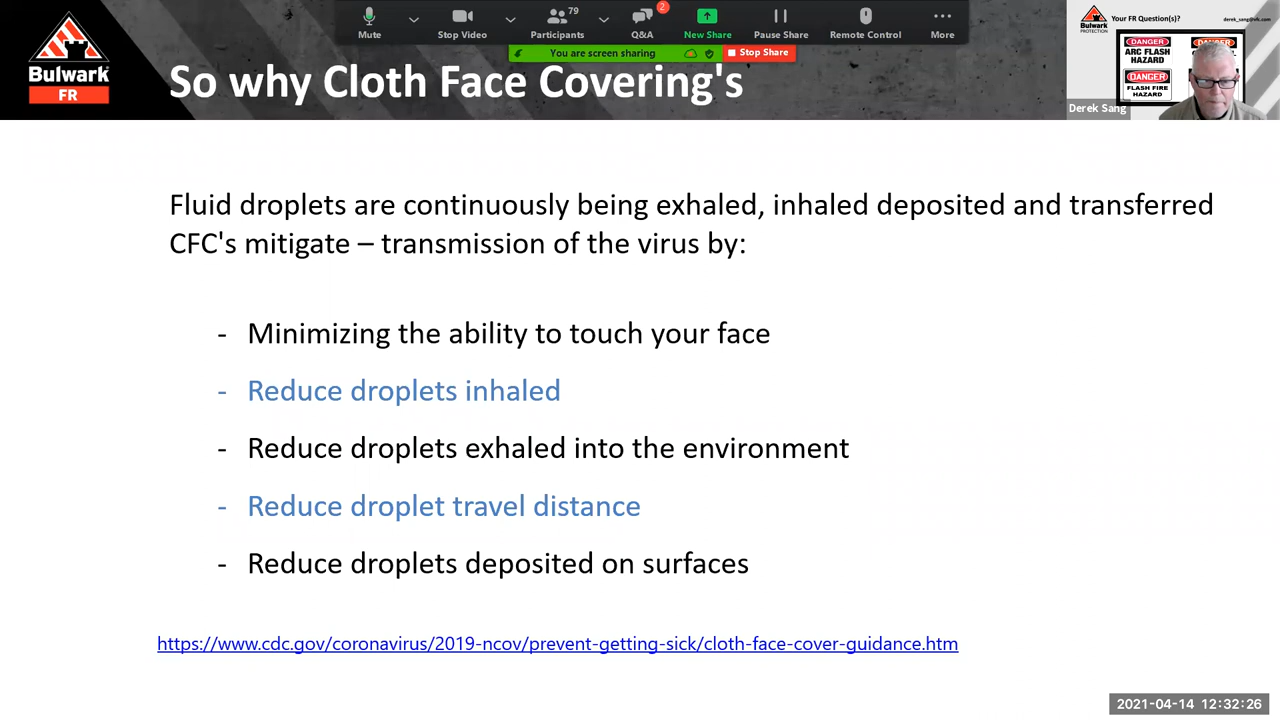 79
2
Mute
Stop Video
Participants
Q&A
New Share
Pause Share
Remote Control
More
You are screen sharing
Stop Share
Bulwark
FR
So why Cloth Face Covering's
Bulwark
PROTECTION
Your FR Question(s)?
derek_sang@vfc.com
DANGER
ARC FLASH
HAZARD
DANGER
FLASH FIRE
HAZARD
Derek Sang
Fluid droplets are continuously being exhaled, inhaled deposited and transferred
CFC's mitigate – transmission of the virus by:
- Minimizing the ability to touch your face
- Reduce droplets inhaled
- Reduce droplets exhaled into the environment
- Reduce droplet travel distance
- Reduce droplets deposited on surfaces
https://www.cdc.gov/coronavirus/2019-ncov/prevent-getting-sick/cloth-face-cover-guidance.htm
2021-04-14 12:32:26